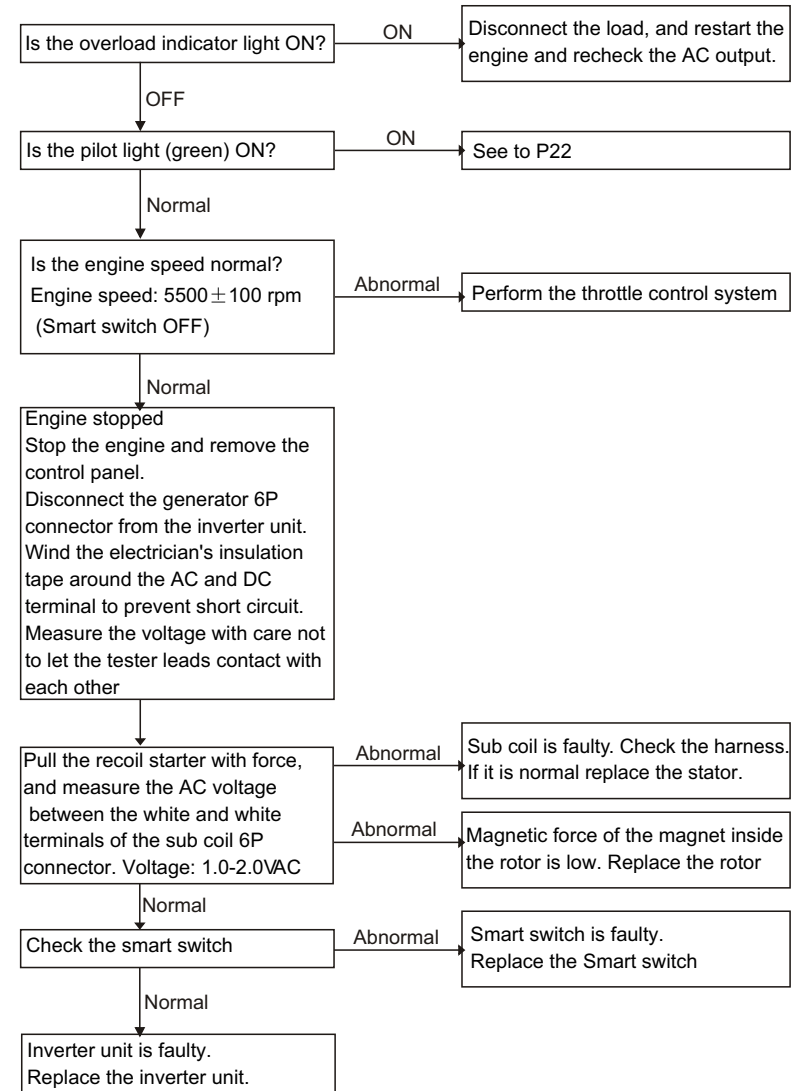 Is the overload indicator light ON?
ON
Disconnect the load, and restart the
engine and recheck the AC output.
OFF
Is the pilot light (green) ON?
ON
See to P22
Normal
Is the engine speed normal?
Engine speed: 5500±100 rpm
(Smart switch OFF)
Abnormal
Perform the throttle control system
Normal
Engine stopped
Stop the engine and remove the
control panel.
Disconnect the generator 6P
connector from the inverter unit.
Wind the electrician's insulation
tape around the AC and DC
terminal to prevent short circuit.
Measure the voltage with care not
to let the tester leads contact with
each other
Pull the recoil starter with force,
and measure the AC voltage
between the white and white
terminals of the sub coil 6P
connector. Voltage: 1.0-2.0VAC
Abnormal
Sub coil is faulty. Check the harness.
If it is normal replace the stator.
Abnormal
Magnetic force of the magnet inside
the rotor is low. Replace the rotor
Normal
Check the smart switch
Abnormal
Smart switch is faulty.
Replace the Smart switch
Normal
Inverter unit is faulty.
Replace the inverter unit.